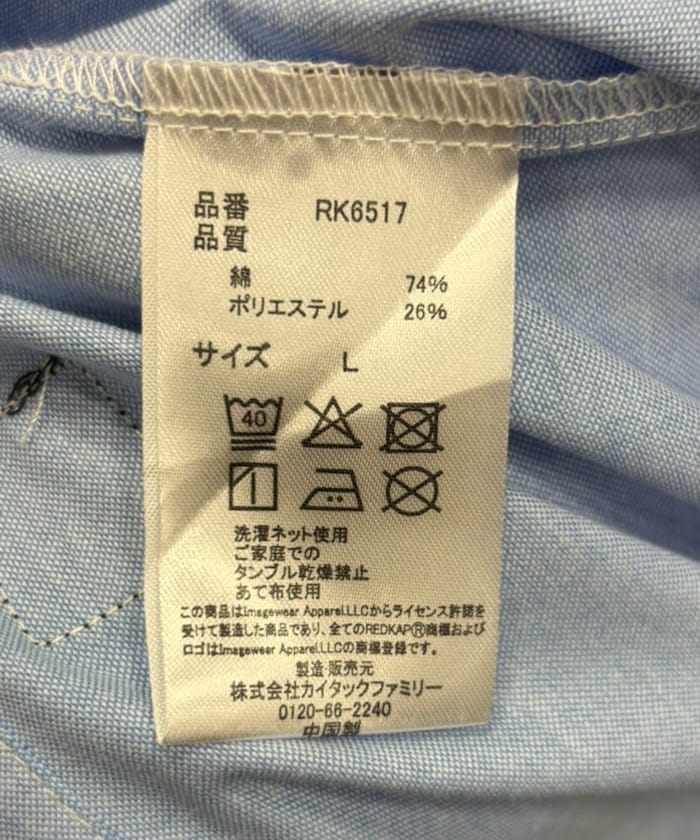 品番 RK6517
品質
綿 74%
ポリエステル 26%
サイズ L
40
洗濯ネット使用
ご家庭での
タンブル乾燥禁止
あて布使用
この商品はImagewear Apparel,LLCからライセンス許諾を
受けて製造した商品であり、全てのREDKAP®商標および
ロゴはImagewear Apparel,LLCの商標登録です。
製造・販売元
株式会社カイタックファミリー
0120-66-2240
中国製